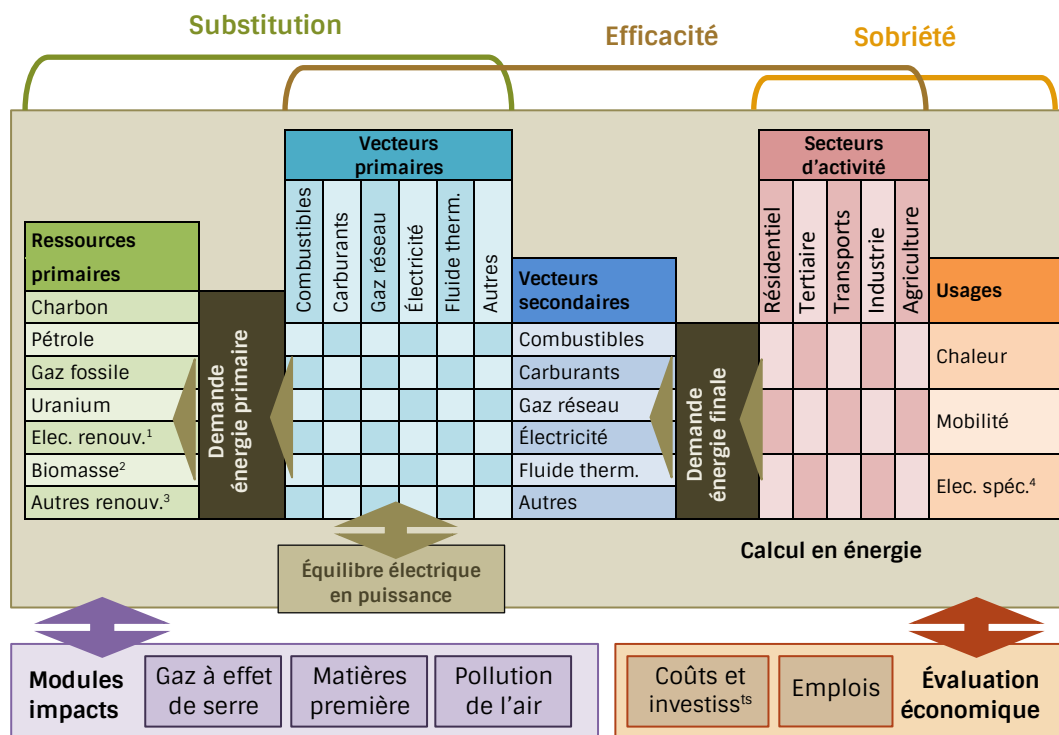 Substitution
Efficacité
Sobriété
Vecteurs
primaires
Combustibles
Carburants
Gaz réseau
Électricité
Fluide therm.
Autres
Secteurs
d'activité
Résidentiel
Tertiaire
Transports
Industrie
Agriculture
Ressources
primaires
Charbon
Pétrole
Gaz fossile
Uranium
Elec. renouv.¹
Biomasse²
Autres renouv.³
Demande
énergie primaire
Vecteurs
secondaires
Combustibles
Carburants
Gaz réseau
Électricité
Fluide therm.
Autres
Demande
énergie finale
Usages
Chaleur
Mobilité
Elec. spéc.⁴
Calcul en énergie
Équilibre électrique
en puissance
Modules
impacts
Gaz à effet
de serre
Matières
première
Pollution
de l'air
Coûts et
investissᵗˢ
Emplois
Évaluation
économique